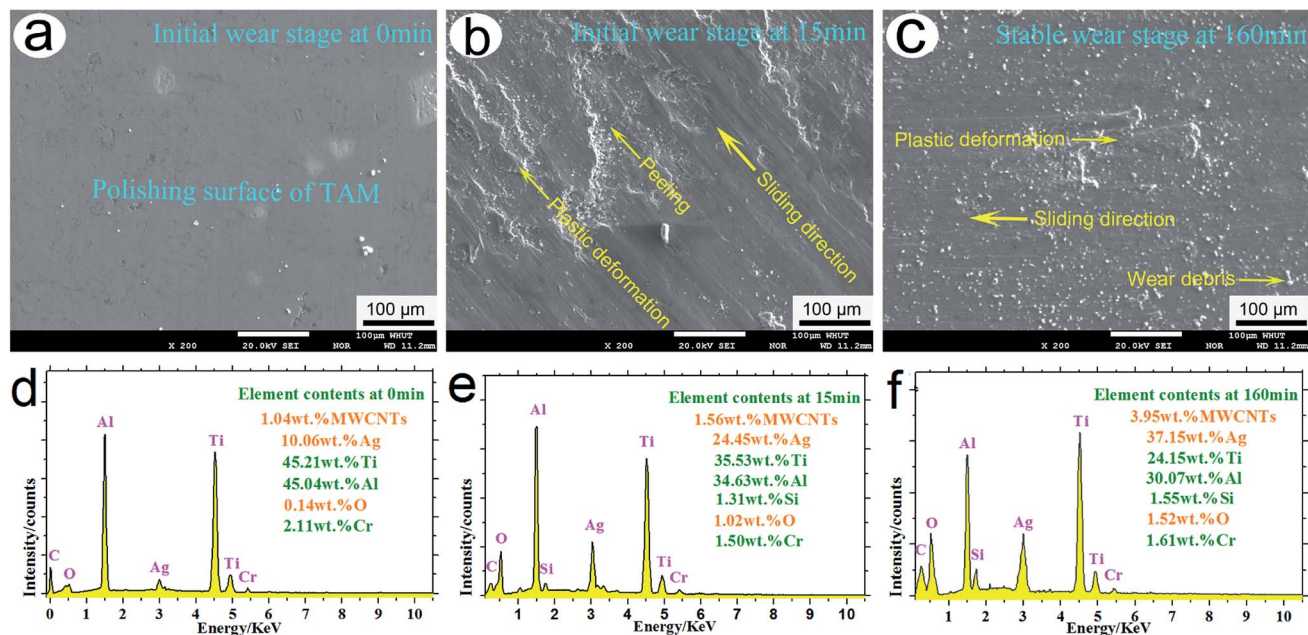 a
Initial wear stage at 0min
Polishing surface of TAM
100 µm
100µm WHUT
X 200 20.0kV SEI NOR WD 11.2mm
b
Initial wear stage at 15min
Peeling
Sliding direction
Plastic deformation
100 µm
100µm WHUT
X 200 20.0kV SEI NOR WD 11.2mm
c
Stable wear stage at 160min
Plastic deformation
Sliding direction
Wear debris
100 µm
100µm WHUT
X 200 20.0kV SEI NOR WD 11.2mm
d
Element contents at 0min
1.04wt.%MWCNTs
10.06wt.%Ag
45.21wt.%Ti
45.04wt.%Al
0.14wt.%O
2.11wt.%Cr
Al
Ti
C
O
Ag
Ti
Cr
Intensity/counts
0 1 2 3 4 5 6 7 8 9 10
Energy/KeV
e
Element contents at 15min
1.56wt.%MWCNTs
24.45wt.%Ag
35.53wt.%Ti
34.63wt.%Al
1.31wt.%Si
1.02wt.%O
1.50wt.%Cr
Al
Ti
O
Ag
C
Si
Ti
Cr
Intensity/counts
1 2 3 4 5 6 7 8 9 10
Energy/KeV
f
Element contents at 160min
3.95wt.%MWCNTs
37.15wt.%Ag
24.15wt.%Ti
30.07wt.%Al
1.55wt.%Si
1.52wt.%O
1.61wt.%Cr
Al
Ti
O
Ag
C
Si
Ti
Cr
Intensity/counts
1 2 3 4 5 6 7 8 9 10
Energy/KeV